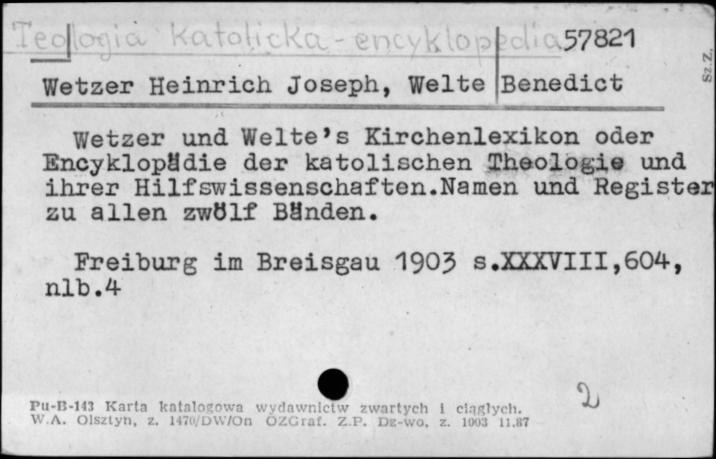 Teologia katolicka - encyklopedia 57821
Sz.Z.
Wetzer Heinrich Joseph, Welte Benedict
Wetzer und Welte's Kirchenlexikon oder
Encyklopädie der katolischen Theologie und
ihrer Hilfswissenschaften.Namen und Register
zu allen zwölf Bänden.
Freiburg im Breisgau 1903 s.XXXVIII,604,
nlb.4
2
Pu-B-143 Karta katalogowa wydawnictw zwartych i ciągłych.
W.A. Olsztyn, z. 1470/DW/On OZGraf. Z.P. Dz-wo, z. 1003 11.87